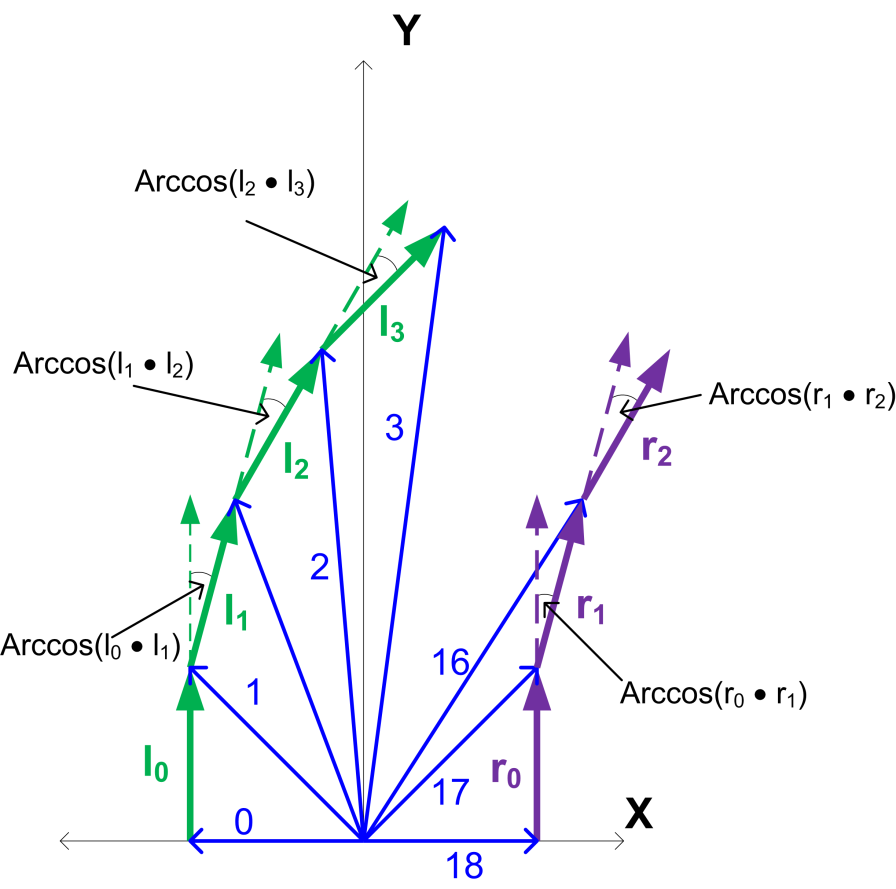 Y
Arccos(l₂ • l₃)
l₃
Arccos(l₁ • l₂)
Arccos(r₁ • r₂)
3
r₂
l₂
2
l₁
r₁
Arccos(l₀ • l₁)
16
1
Arccos(r₀ • r₁)
l₀
r₀
17
0
X
18